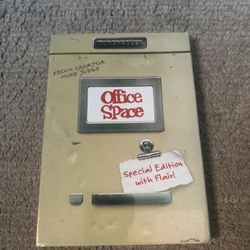 FROM CREATOR
MIKE JUDGE
Office
Space
Special Edition
with Flair!